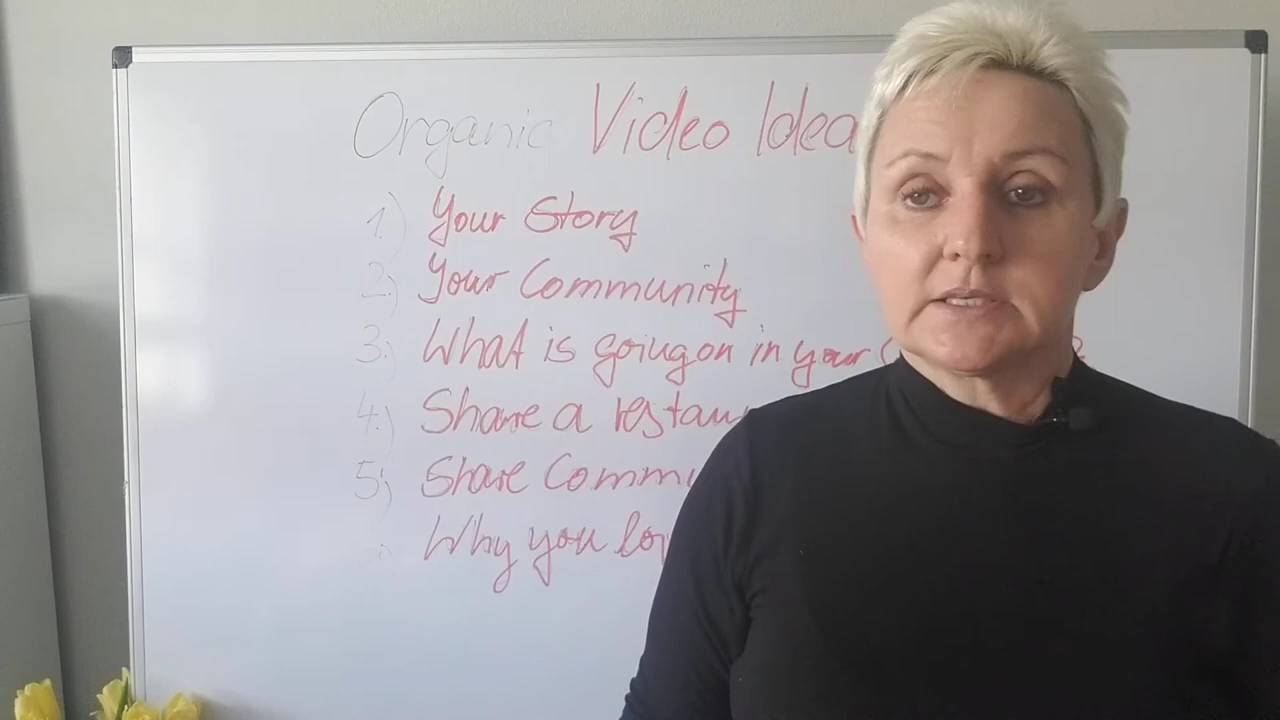 Organic Video Idea
1.) Your Story
2.) Your Community
3.) What is going on in your
4.) Share a
5.) Share
Why you